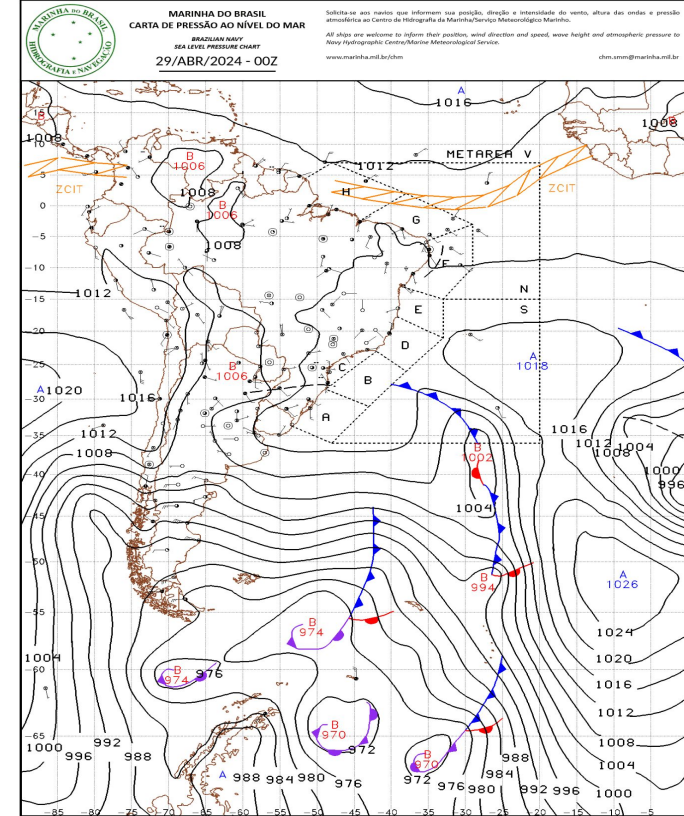 MARINHA DO BRASIL
HIDROGRAFIA E NAVEGAÇÃO
MARINHA DO BRASIL
CARTA DE PRESSÃO AO NÍVEL DO MAR
BRAZILIAN NAVY
SEA LEVEL PRESSURE CHART
29/ABR/2024 - 00Z
Solicita-se aos navios que informem sua posição, direção e intensidade do vento, altura das ondas e pressão
atmosférica ao Centro de Hidrografia da Marinha/Serviço Meteorológico Marinho.
All ships are welcome to inform their position, wind direction and speed, wave height and atmospheric pressure to
Navy Hydrographic Centre/Marine Meteorological Service.
www.marinha.mil.br/chm chm.smm@marinha.mil.br
A
1016
15 B
B
1008
1008
10
METAREA V
B
1006
1012
5
ZCIT
H
1008
ZCIT
0
B
1006
G
-5
1008
F
-10
1012
N
-15
E
S
-20
D
A
1018
-25
B
1006
C
B
A1020
1016
-30
A
1016
1012
1012
1004
-35
1008
B
1002
1008
1000
-40
996
1004
-45
-50
B
994
A
1026
-55
B
974
1024
1004
-60
B
974
976
1020
1016
1012
B
970
-65
1000
992
972
1008
996
988
B
970
988
1004
A
988
984
980
976
972
976
980
984
992
996
1000
-85 -80 -75 -70 -65 -60 -55 -50 -45 -40 -35 -30 -25 -20 -15 -10 -5